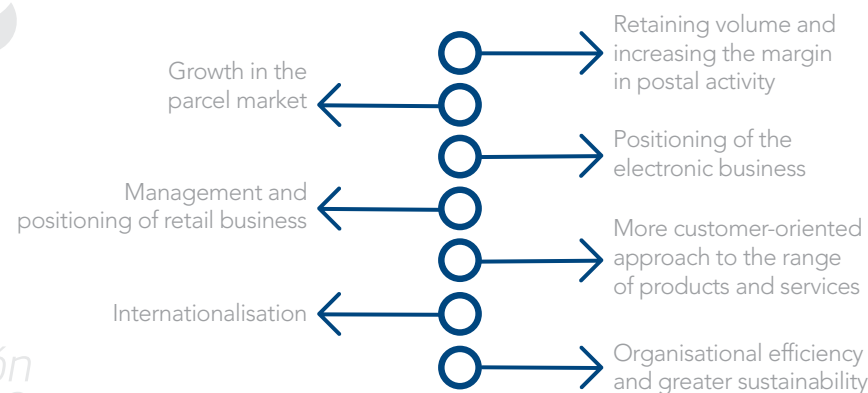 Retaining volume and
increasing the margin
in postal activity
Growth in the
parcel market
Positioning of the
electronic business
Management and
positioning of retail business
More customer-oriented
approach to the range
of products and services
Internationalisation
Organisational efficiency
and greater sustainability
ón